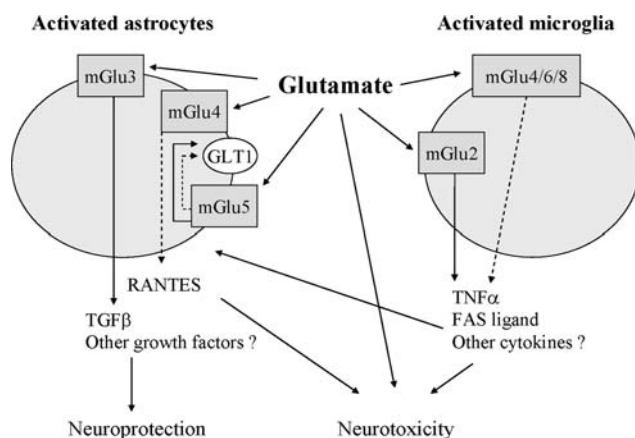 Activated astrocytes
Activated microglia
mGlu3
Glutamate
mGlu4/6/8
mGlu4
GLT1
mGlu2
mGlu5
RANTES
TGFβ
Other growth factors ?
TNFα
FAS ligand
Other cytokines ?
Neuroprotection
Neurotoxicity